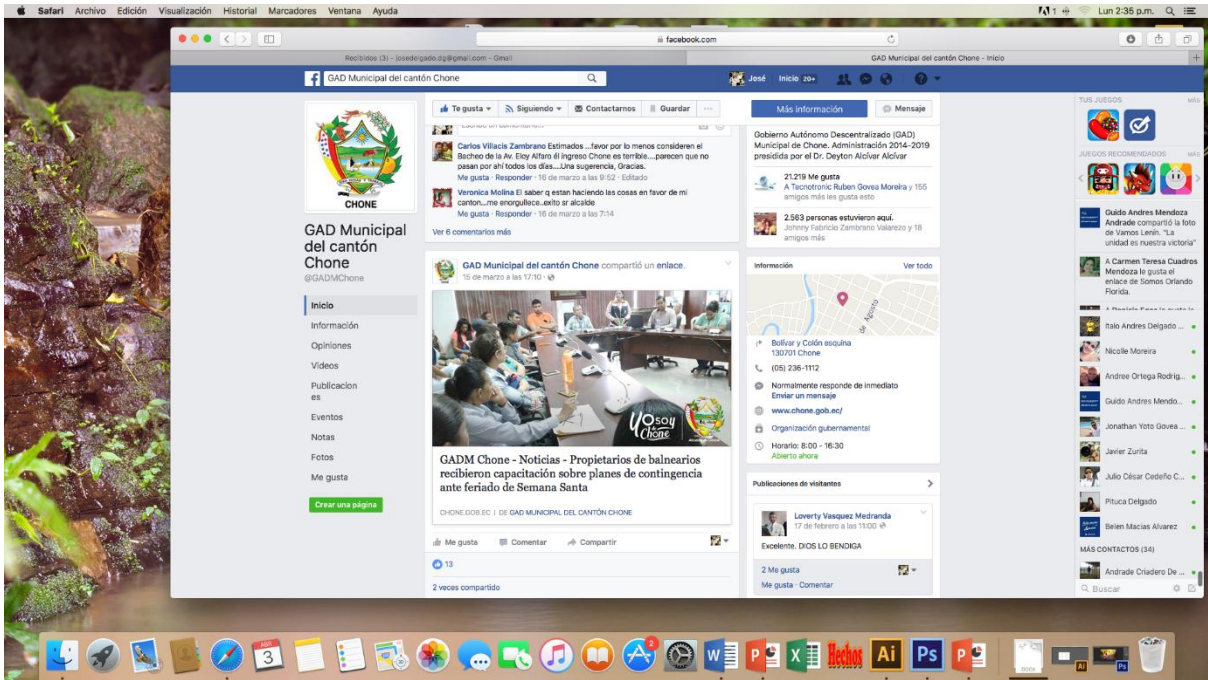 Safari Archivo Edición Visualización Historial Marcadores Ventana Ayuda
1 Lun 2:35 p.m.
facebook.com
Recibidos (3) - josedelgado.dg@gmail.com - Gmail
GAD Municipal del cantón Chone - Inicio
GAD Municipal del cantón Chone
José Inicio 20+
CHONE
GAD Municipal
del cantón
Chone
@GADMChone
Inicio
Información
Opiniones
Videos
Publicacion
es
Eventos
Notas
Fotos
Me gusta
Crear una página
Te gusta Siguiendo Contactarnos Guardar ...
Más información Mensaje
Carlos Villacis Zambrano Estimados ...favor por lo menos consideren el
Bacheo de la Av. Eloy Alfaro él ingreso Chone es terrible....parecen que no
pasan por ahí todos los días....Una sugerencia, Gracias.
Me gusta · Responder · 16 de marzo a las 9:52 · Editado
Veronica Molina El saber q estan haciendo las cosas en favor de mi
canton...me enorgullece..exito sr alcalde
Me gusta · Responder · 16 de marzo a las 7:14
Ver 6 comentarios más
GAD Municipal del cantón Chone compartió un enlace.
15 de marzo a las 17:10 ·
Yo soy
Chone
GADM Chone - Noticias - Propietarios de balnearios
recibieron capacitación sobre planes de contingencia
ante feriado de Semana Santa
CHONE.GOB.EC | DE GAD MUNICIPAL DEL CANTÓN CHONE
Me gusta Comentar Compartir
13
2 veces compartido
Gobierno Autónomo Descentralizado (GAD)
Municipal de Chone. Administración 2014-2019
presidida por el Dr. Deyton Alcívar Alcívar
21.219 Me gusta
A Tecnotronic Ruben Govea Moreira y 155
amigos más les gusta esto
2.563 personas estuvieron aquí.
Johnny Fabricio Zambrano Valarezo y 18
amigos más
Información Ver todo
de Agosto
Bolívar y Colón esquina
130701 Chone
(05) 236-1112
Normalmente responde de inmediato
Enviar un mensaje
www.chone.gob.ec/
Organización gubernamental
Horario: 8:00 - 16:30
Abierto ahora
Publicaciones de visitantes
Loverty Vasquez Medranda
17 de febrero a las 11:00
Excelente. DIOS LO BENDIGA
2 Me gusta
Me gusta · Comentar
TUS JUEGOS MÁS
JUEGOS RECOMENDADOS MÁS
Guido Andres Mendoza
Andrade compartió la foto
de Vamos Lenín. "La
unidad es nuestra victoria"
A Carmen Teresa Cuadros
Mendoza le gusta el
enlace de Somos Orlando
Florida.
Italo Andres Delgado ...
Nicolle Moreira
Andree Ortega Rodrig...
Guido Andres Mendo...
Jonathan Yoto Govea ...
Javier Zurita
Julio César Cedeño C...
Pituca Delgado
Belen Macias Alvarez
MÁS CONTACTOS (34)
Andrade Criadero De ...
Buscar
ABR
3
2
W P X Hechos Ai Ps P
DOCX Ai Ps